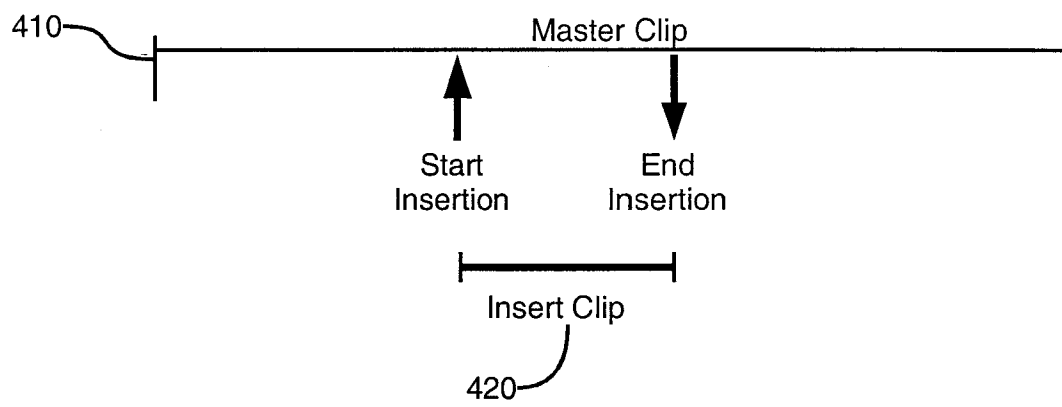 410
Master Clip
Start
Insertion
End
Insertion
Insert Clip
420